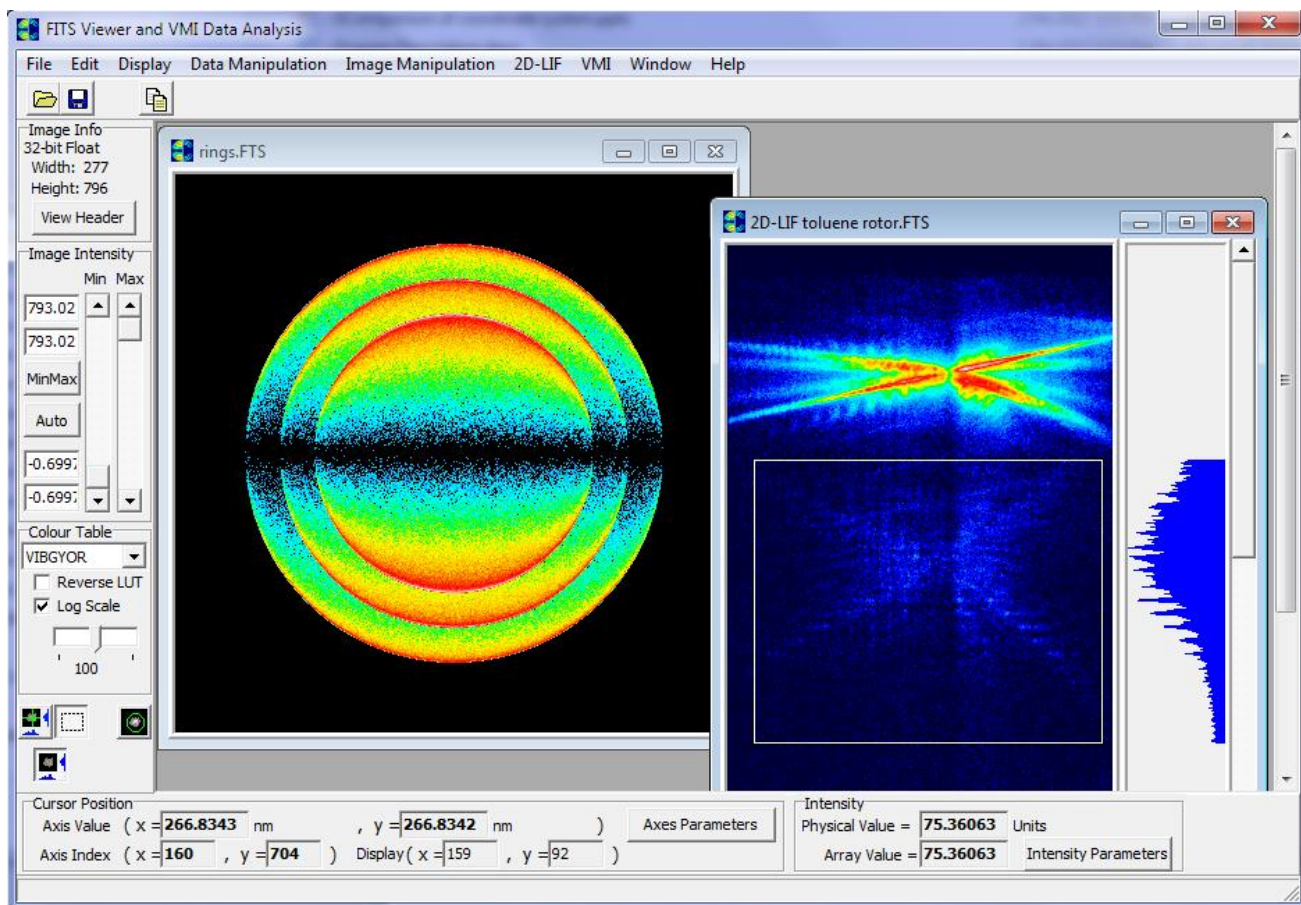 FITS Viewer and VMI Data Analysis
File Edit Display Data Manipulation Image Manipulation 2D-LIF VMI Window Help
Image Info
32-bit Float
Width: 277
Height: 796
View Header
Image Intensity
Min Max
793.02
793.02
MinMax
Auto
-0.6997
-0.6997
Colour Table
VIBGYOR
Reverse LUT
Log Scale
100
rings.FTS
2D-LIF toluene rotor.FTS
Cursor Position
Axis Value ( x = 266.8343 nm , y = 266.8342 nm )
Axis Index ( x = 160 , y = 704 ) Display ( x = 159 , y = 92 )
Axes Parameters
Intensity
Physical Value = 75.36063 Units
Array Value = 75.36063 Intensity Parameters